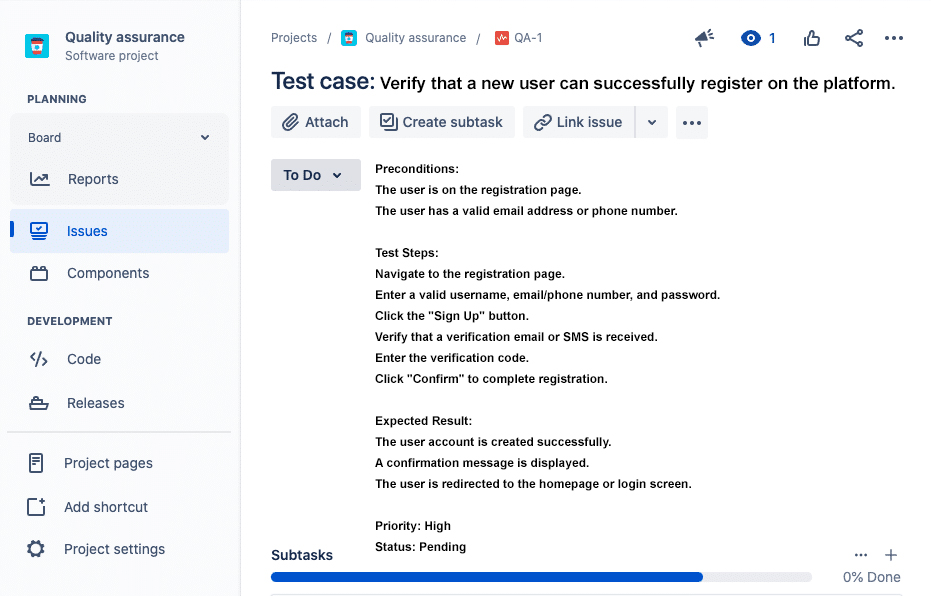 Quality assurance
Software project
PLANNING
Board
Reports
Issues
Components
DEVELOPMENT
Code
Releases
Project pages
Add shortcut
Project settings
Projects / Quality assurance / QA-1
1
Test case: Verify that a new user can successfully register on the platform.
Attach Create subtask Link issue
To Do
Preconditions:
The user is on the registration page.
The user has a valid email address or phone number.
Test Steps:
Navigate to the registration page.
Enter a valid username, email/phone number, and password.
Click the "Sign Up" button.
Verify that a verification email or SMS is received.
Enter the verification code.
Click "Confirm" to complete registration.
Expected Result:
The user account is created successfully.
A confirmation message is displayed.
The user is redirected to the homepage or login screen.
Priority: High
Status: Pending
Subtasks
0% Done